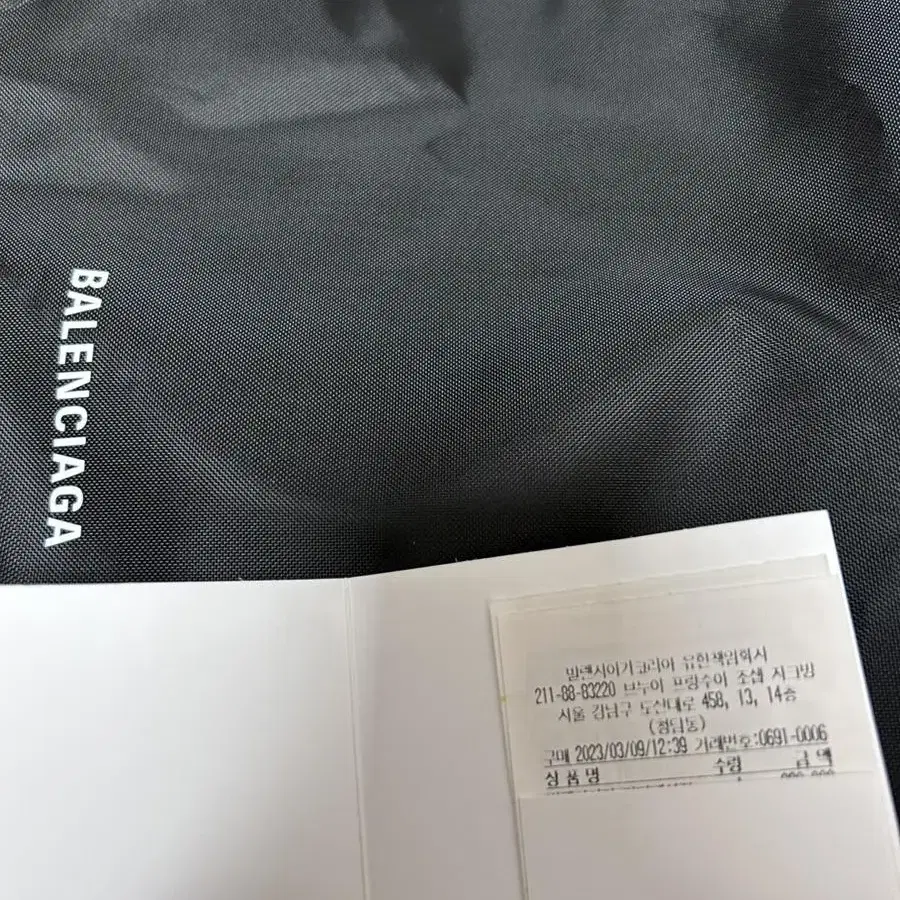 BALENCIAGA
발렌시아가코리아 유한책임회사
211-88-83220 브누이 프랑수이 조셉 지크망
서울 강남구 도산대로 458, 13, 14층
(청담동)
구매 2023/03/09/12:39 거래번호:0691-0006
상 품 명 수량 금 액